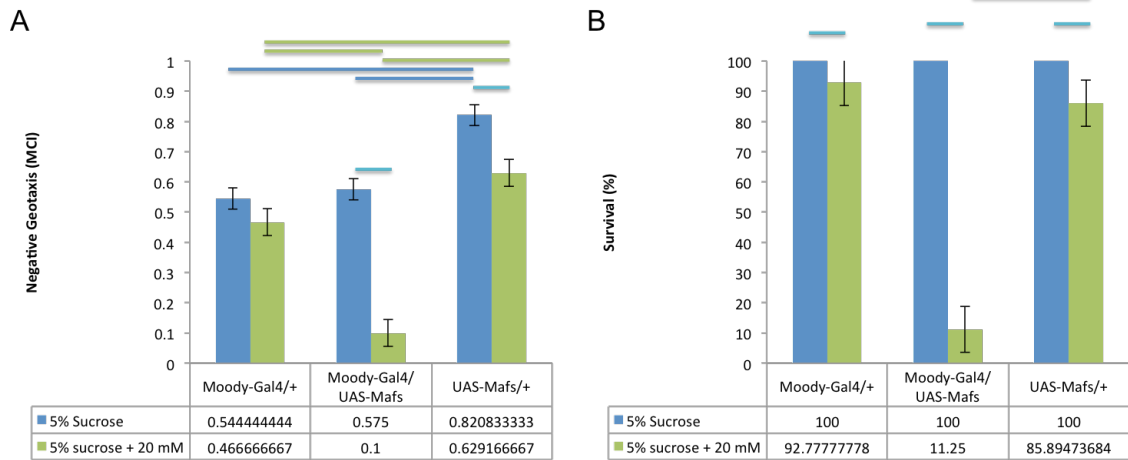 A
Negative Geotaxis (MCI)
1
0.9
0.8
0.7
0.6
0.5
0.4
0.3
0.2
0.1
0
Moody-Gal4/+
Moody-Gal4/
UAS-Mafs
UAS-Mafs/+
5% Sucrose 0.544444444 0.575 0.820833333
5% sucrose + 20 mM 0.466666667 0.1 0.629166667
B
Survival (%)
100
90
80
70
60
50
40
30
20
10
0
Moody-Gal4/+
Moody-Gal4/
UAS-Mafs
UAS-Mafs/+
5% Sucrose 100 100 100
5% sucrose + 20 mM 92.77777778 11.25 85.89473684